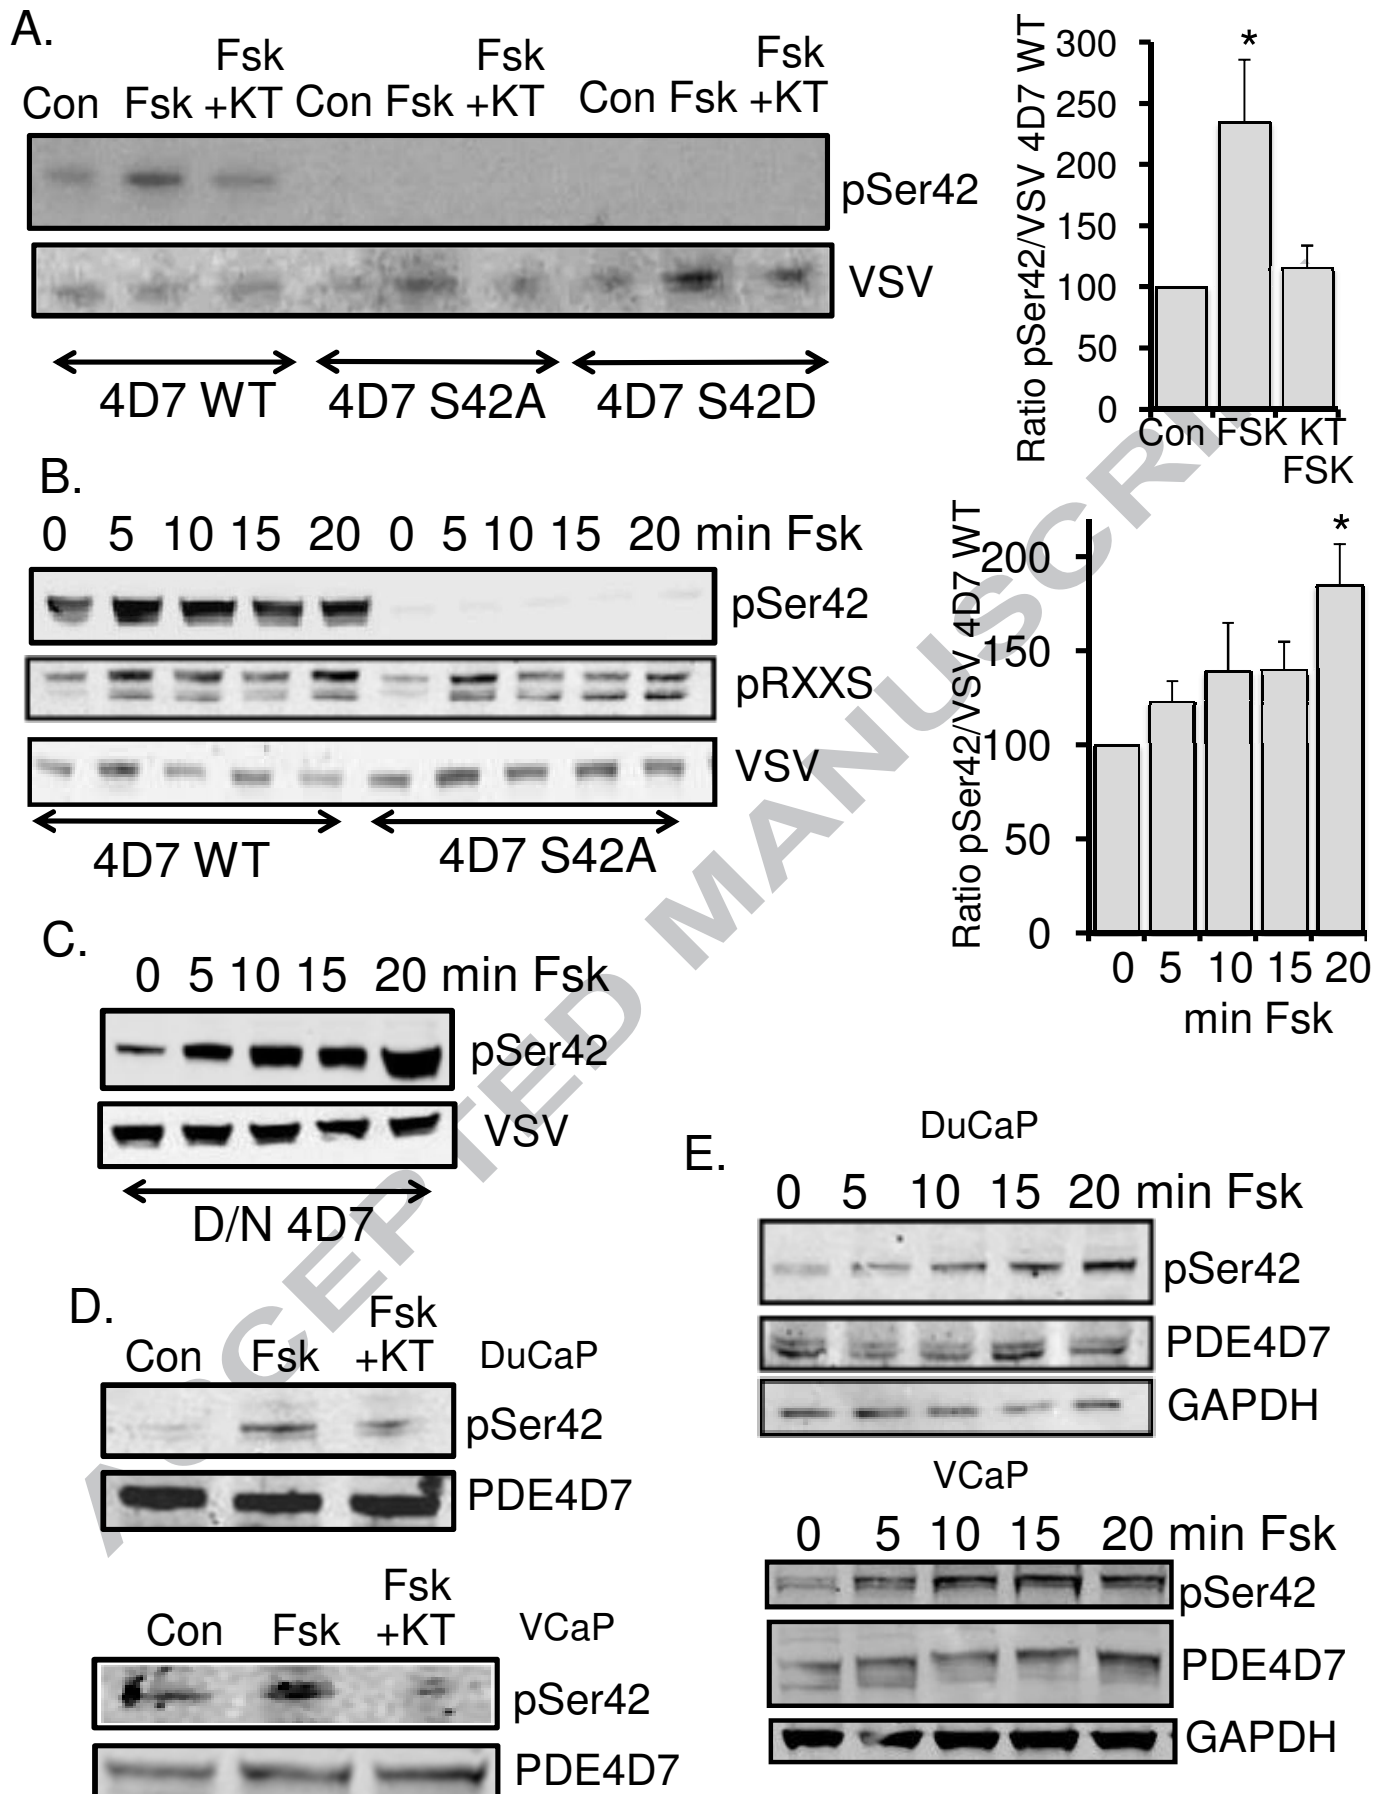 A.
Fsk Fsk Fsk
Con Fsk +KT Con Fsk +KT Con Fsk +KT
pSer42
VSV
4D7 WT 4D7 S42A 4D7 S42D
Ratio pSer42/VSV 4D7 WT
300
250
200
150
100
50
0
*
Con FSK KT
FSK
B.
0 5 10 15 20 0 5 10 15 20 min Fsk
pSer42
pRXXS
VSV
4D7 WT 4D7 S42A
Ratio pSer42/VSV 4D7 WT
200
150
100
50
0
*
0 5 10 15 20
min Fsk
C.
0 5 10 15 20 min Fsk
pSer42
VSV
D/N 4D7
D.
Fsk
Con Fsk +KT DuCaP
pSer42
PDE4D7
Fsk
Con Fsk +KT VCaP
pSer42
PDE4D7
E.
DuCaP
0 5 10 15 20 min Fsk
pSer42
PDE4D7
GAPDH
VCaP
0 5 10 15 20 min Fsk
pSer42
PDE4D7
GAPDH
ACCEPTED MANUSCRI